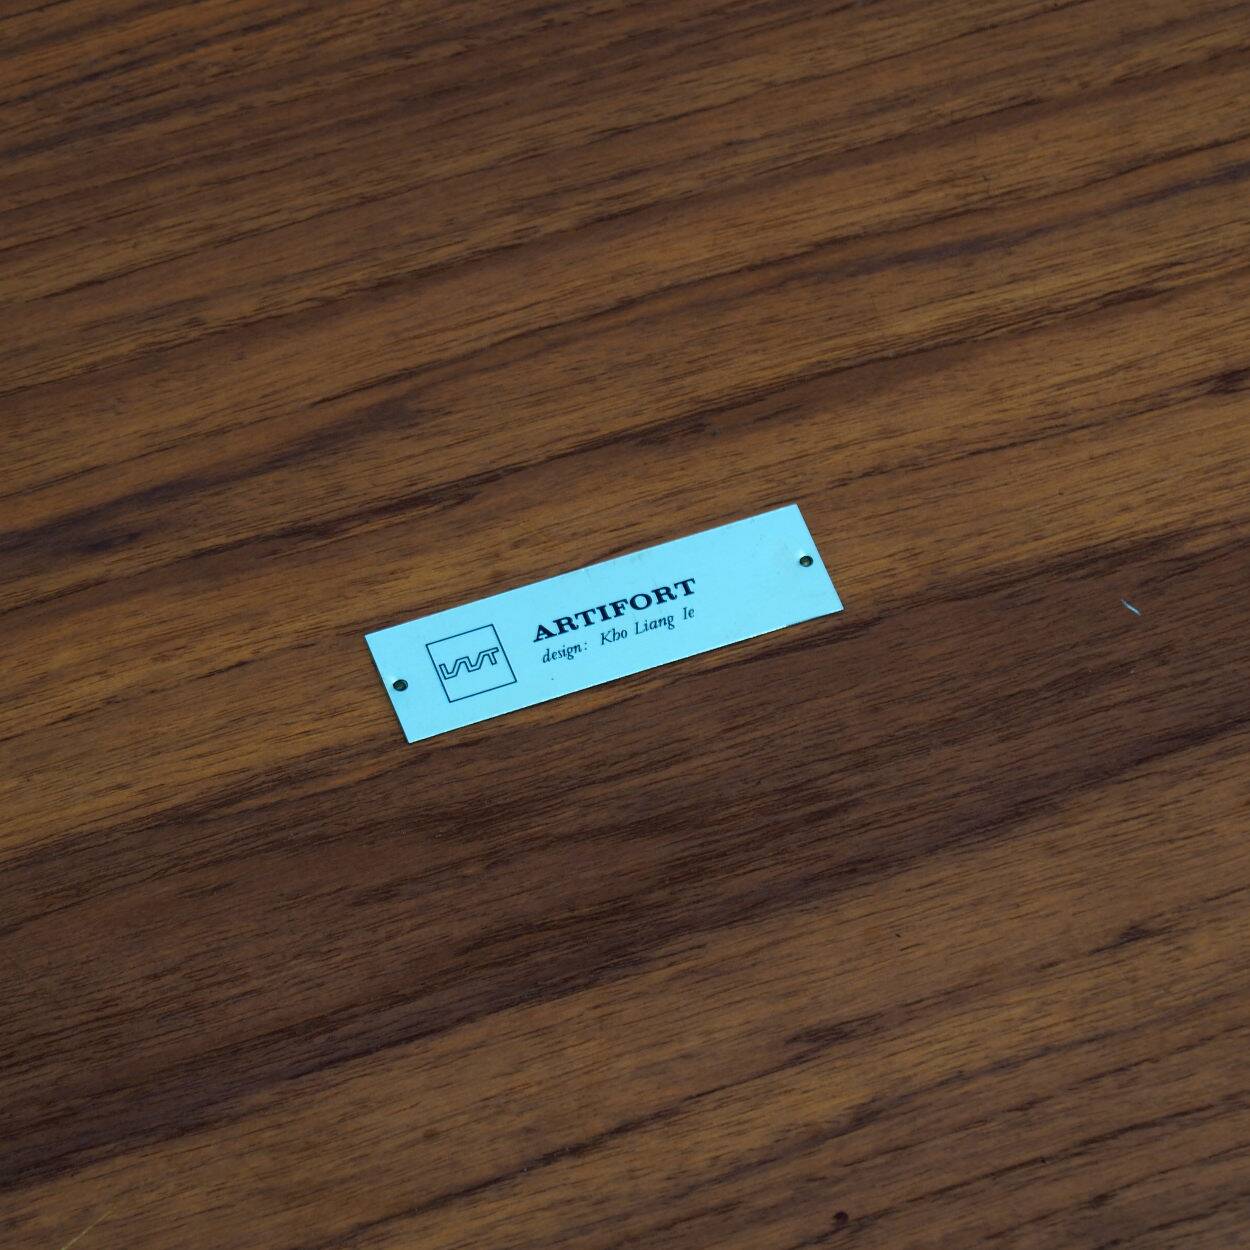 ARTIFORT
design: Kho Liang Ie